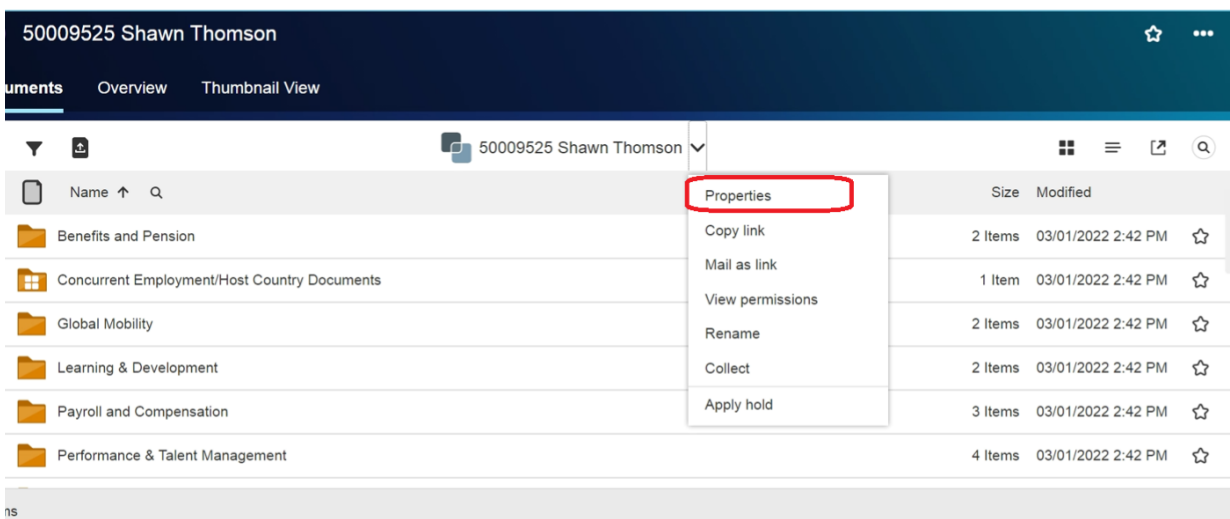 50009525 Shawn Thomson
uments Overview Thumbnail View
50009525 Shawn Thomson
Name Size Modified
Properties
Copy link
Mail as link
View permissions
Rename
Collect
Apply hold
Benefits and Pension 2 Items 03/01/2022 2:42 PM
Concurrent Employment/Host Country Documents 1 Item 03/01/2022 2:42 PM
Global Mobility 2 Items 03/01/2022 2:42 PM
Learning & Development 2 Items 03/01/2022 2:42 PM
Payroll and Compensation 3 Items 03/01/2022 2:42 PM
Performance & Talent Management 4 Items 03/01/2022 2:42 PM
ns